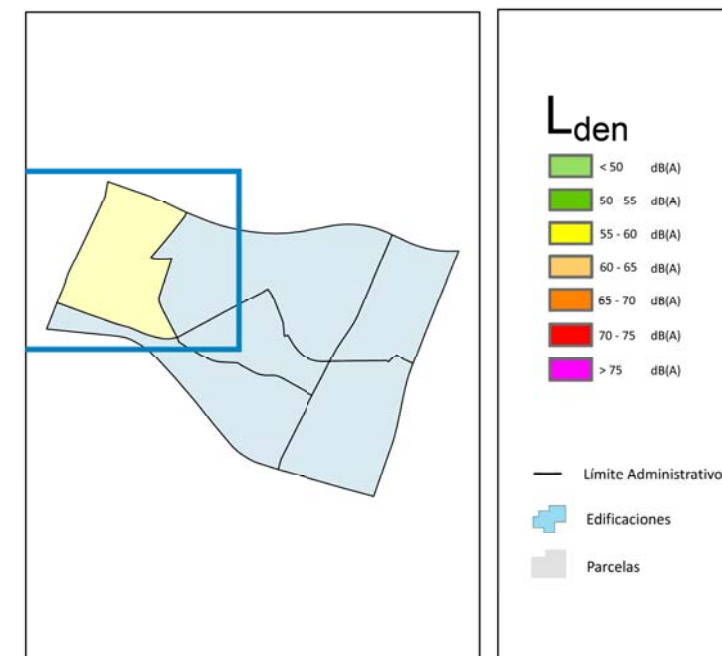 Lden
< 50 dB(A)
50 55 dB(A)
55 - 60 dB(A)
60 - 65 dB(A)
65 - 70 dB(A)
70 - 75 dB(A)
> 75 dB(A)
Límite Administrativo
Edificaciones
Parcelas